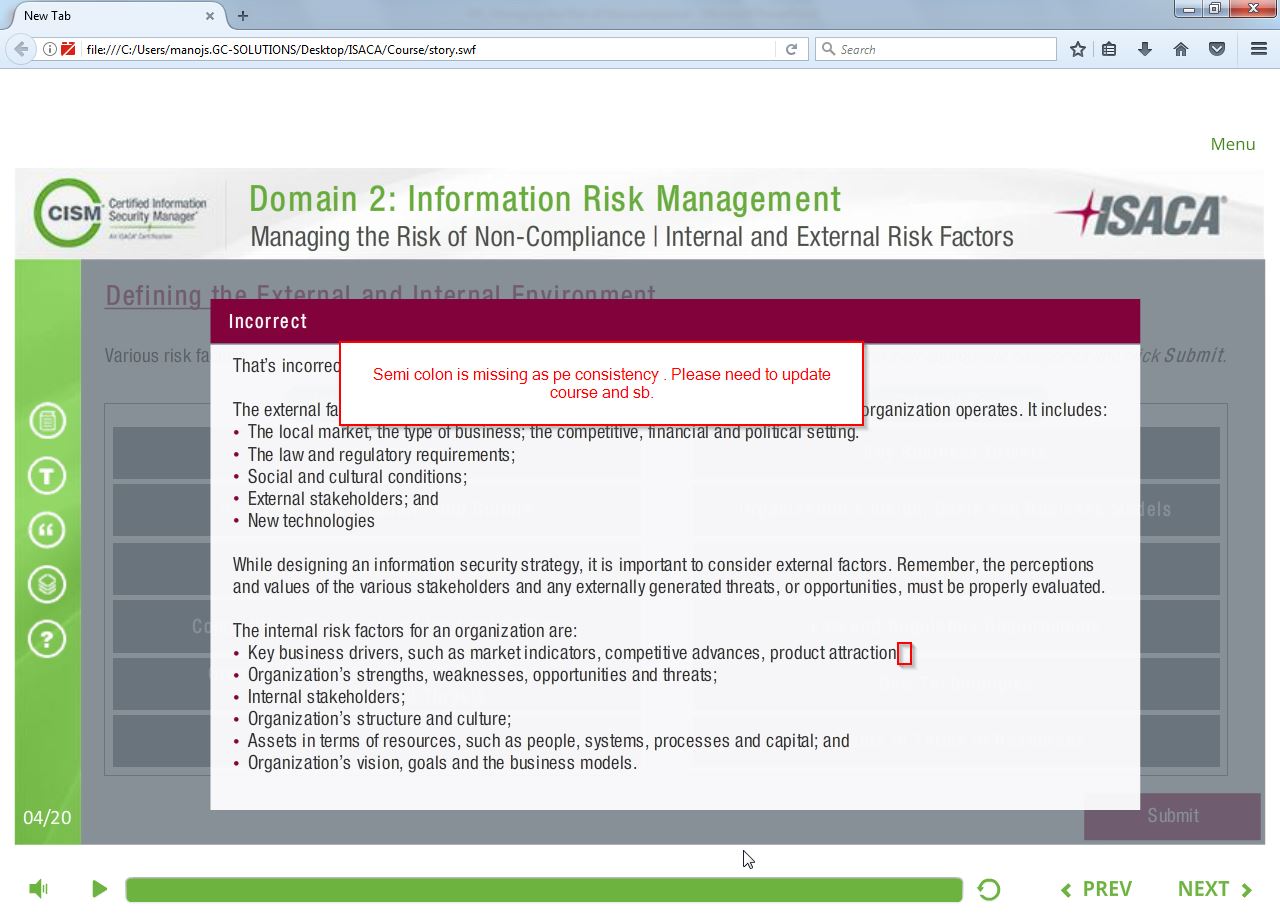 New Tab
file:///C:/Users/manojs.GC-SOLUTIONS/Desktop/ISACA/Course/story.swf
Search
Menu
CISM Certified Information Security Manager®
An ISACA® Certification
Domain 2: Information Risk Management
Managing the Risk of Non-Compliance | Internal and External Risk Factors
ISACA®
Defining the External and Internal Environment
Incorrect
Various risk fa
ck Submit.
That's incorrec
Semi colon is missing as pe consistency . Please need to update
course and sb.
The external fa
organization operates. It includes:
• The local market, the type of business; the competitive, financial and political setting.
• The law and regulatory requirements;
• Social and cultural conditions;
• External stakeholders; and
• New technologies
While designing an information security strategy, it is important to consider external factors. Remember, the perceptions
and values of the various stakeholders and any externally generated threats, or opportunities, must be properly evaluated.
The internal risk factors for an organization are:
• Key business drivers, such as market indicators, competitive advances, product attraction
• Organization's strengths, weaknesses, opportunities and threats;
• Internal stakeholders;
• Organization's structure and culture;
• Assets in terms of resources, such as people, systems, processes and capital; and
• Organization's vision, goals and the business models.
04/20
Submit
PREV
NEXT